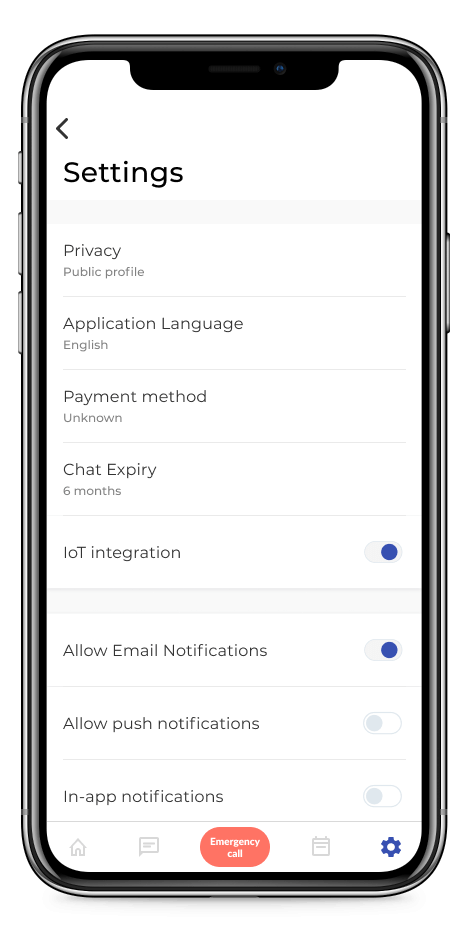 Settings
Privacy
Public profile
Application Language
English
Payment method
Unknown
Chat Expiry
6 months
IoT integration
Allow Email Notifications
Allow push notifications
In-app notifications
Emergency
call